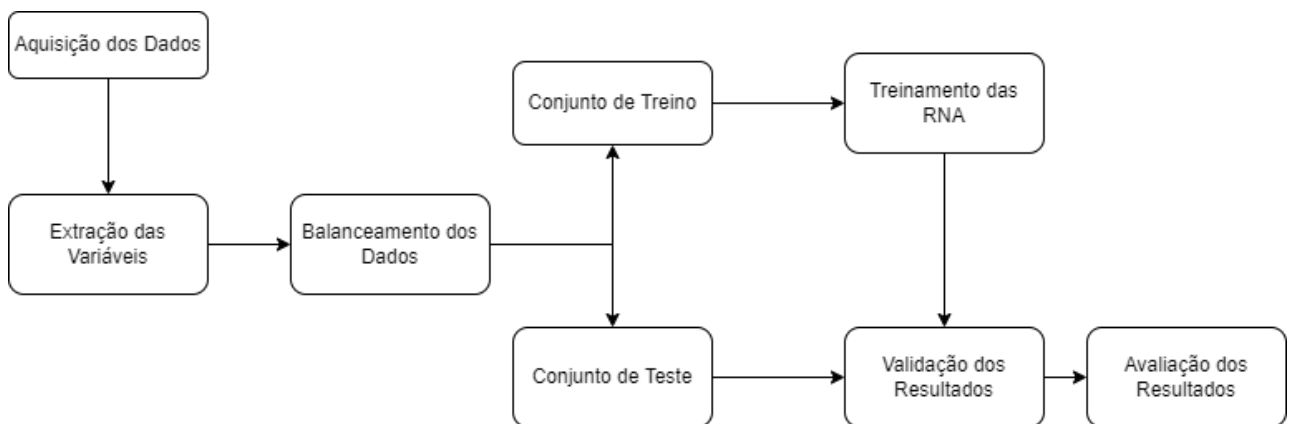 Aquisição dos Dados
Extração das
Variáveis
Balanceamento dos
Dados
Conjunto de Treino
Treinamento das
RNA
Conjunto de Teste
Validação dos
Resultados
Avaliação dos
Resultados